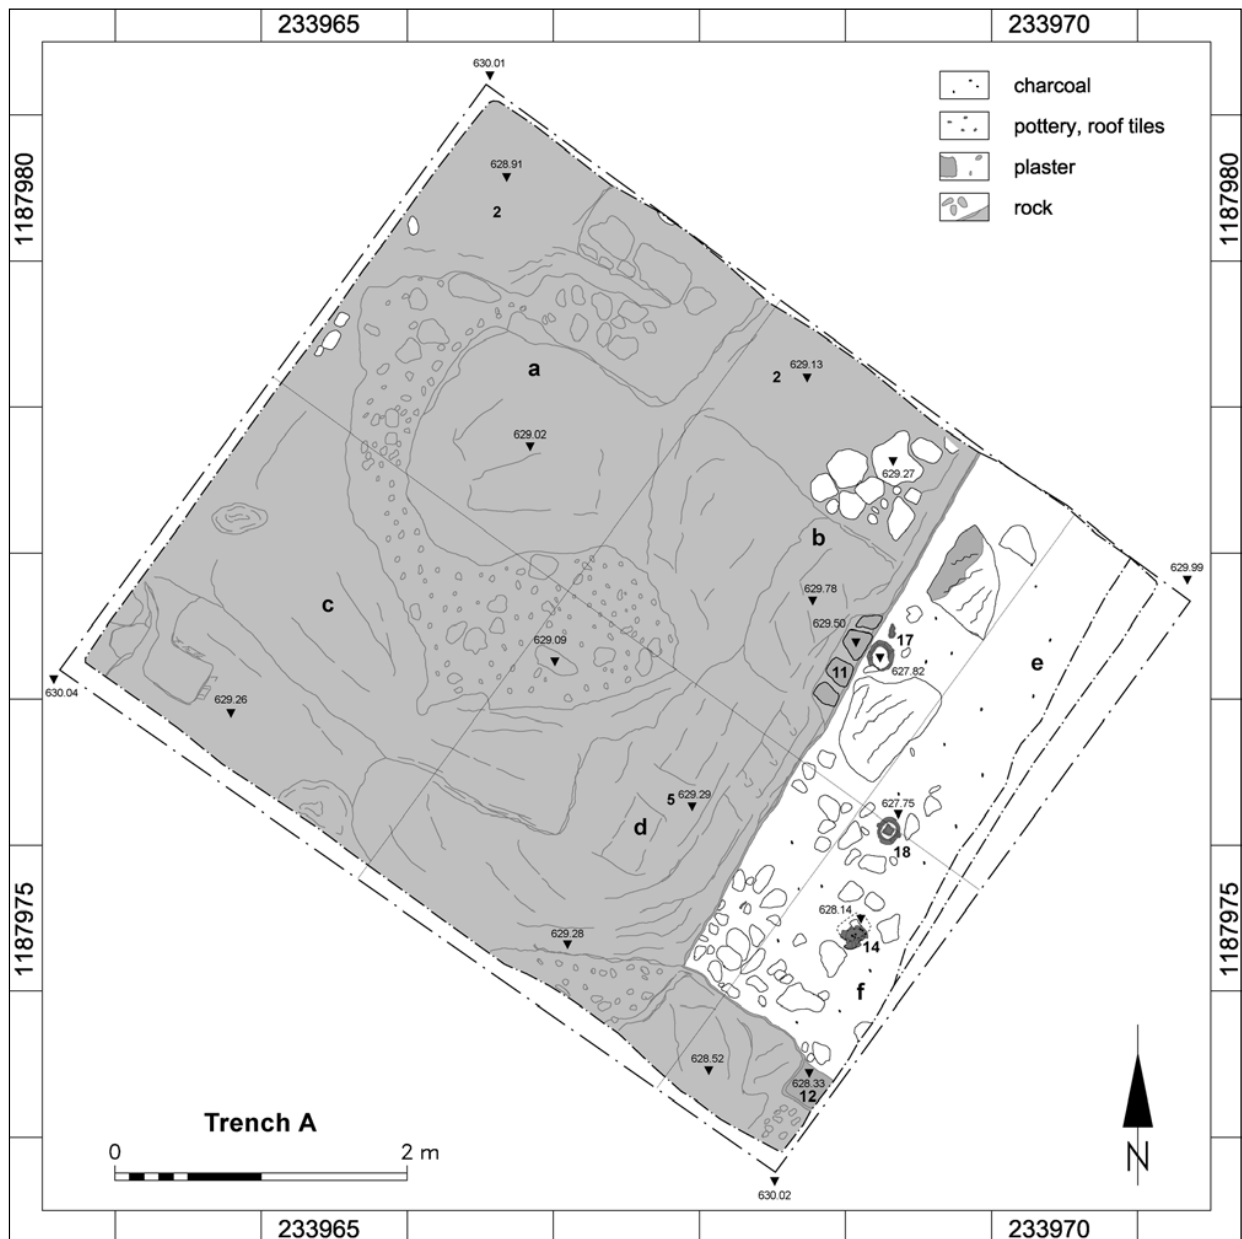 233965
233970
630.01
charcoal
pottery, roof tiles
plaster
rock
1187980
1187980
628.91
2
a
2
629.13
629.02
629.27
b
629.99
629.78
629.50
17
c
629.09
11
627.82
e
630.04
629.26
5
629.29
d
627.75
18
628.14
14
1187975
1187975
629.28
f
628.52
628.33
12
Trench A
0
2 m
N
630.02
233965
233970